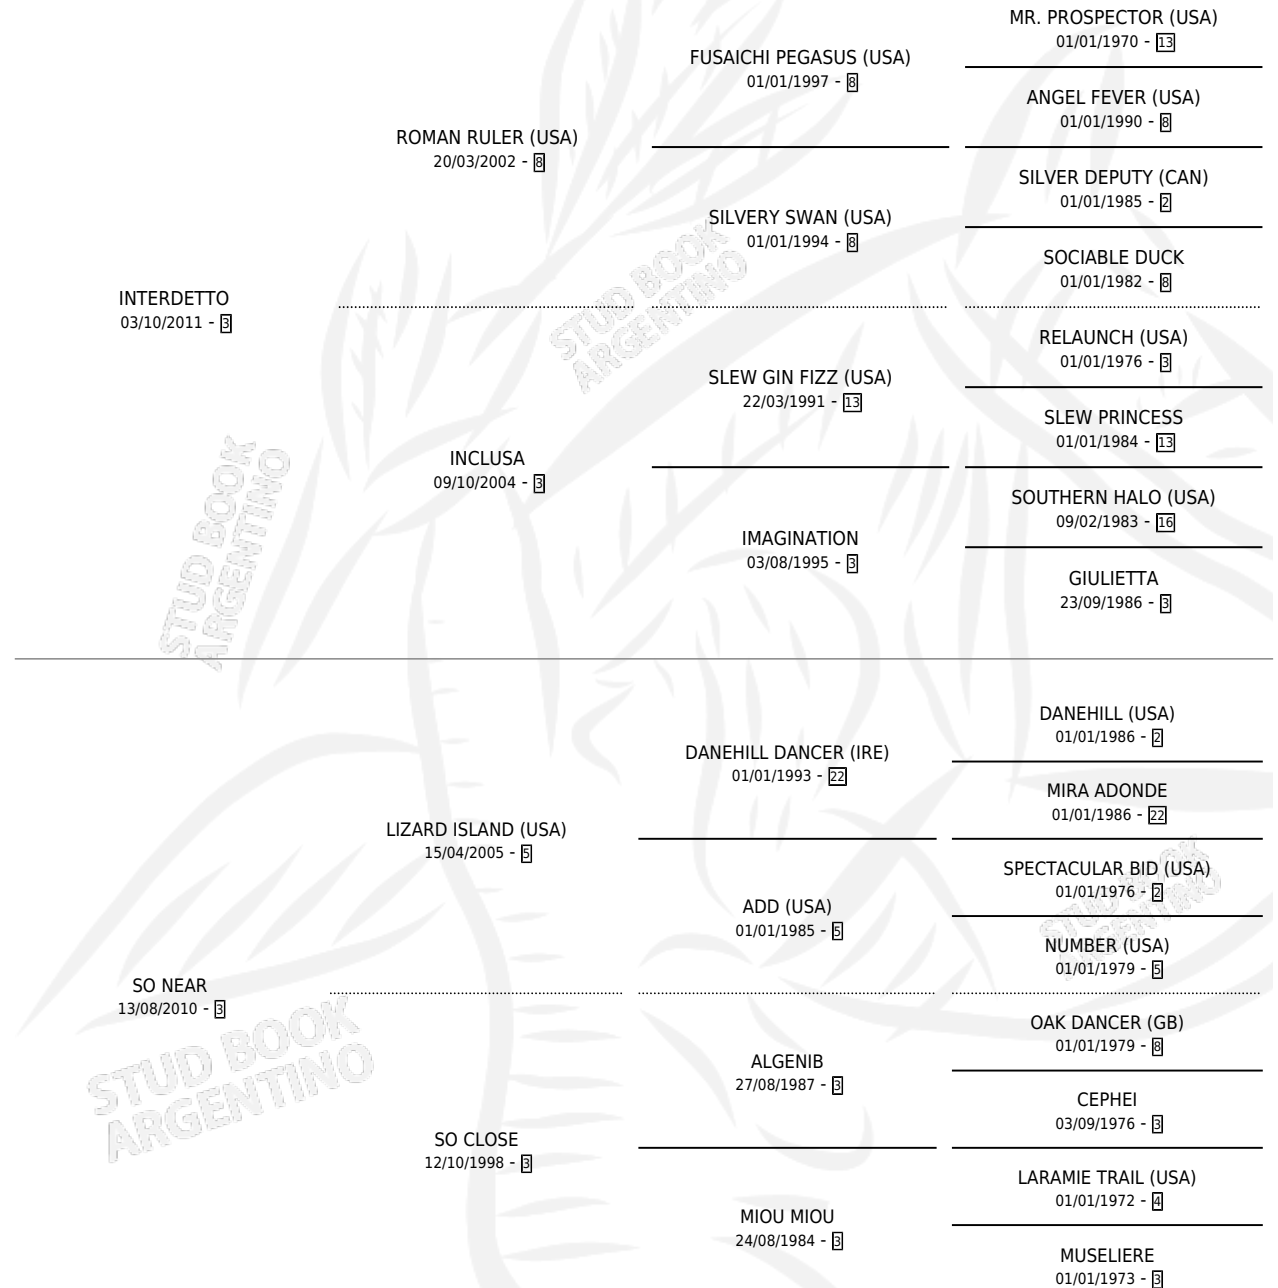 MR. PROSPECTOR (USA)
01/01/1970 - 13
FUSAICHI PEGASUS (USA)
01/01/1997 - 8
ANGEL FEVER (USA)
01/01/1990 - 8
ROMAN RULER (USA)
20/03/2002 - 8
SILVER DEPUTY (CAN)
01/01/1985 - 2
SILVERY SWAN (USA)
01/01/1994 - 8
SOCIABLE DUCK
01/01/1982 - 8
INTERDETTO
03/10/2011 - 3
RELAUNCH (USA)
01/01/1976 - 3
SLEW GIN FIZZ (USA)
22/03/1991 - 13
SLEW PRINCESS
01/01/1984 - 13
INCLUSA
09/10/2004 - 3
SOUTHERN HALO (USA)
09/02/1983 - 16
IMAGINATION
03/08/1995 - 3
GIULIETTA
23/09/1986 - 3
DANEHILL (USA)
01/01/1986 - 2
DANEHILL DANCER (IRE)
01/01/1993 - 22
MIRA ADONDE
01/01/1986 - 22
LIZARD ISLAND (USA)
15/04/2005 - 5
SPECTACULAR BID (USA)
01/01/1976 - 2
ADD (USA)
01/01/1985 - 5
NUMBER (USA)
01/01/1979 - 5
SO NEAR
13/08/2010 - 3
OAK DANCER (GB)
01/01/1979 - 8
ALGENIB
27/08/1987 - 3
CEPHEI
03/09/1976 - 3
SO CLOSE
12/10/1998 - 3
LARAMIE TRAIL (USA)
01/01/1972 - 4
MIOU MIOU
24/08/1984 - 3
MUSELIERE
01/01/1973 - 3
STUD BOOK
ARGENTINO
STUD BOOK
ARGENTINO
STUD BOOK
ARGENTINO
STUD BOOK
ARGENTINO